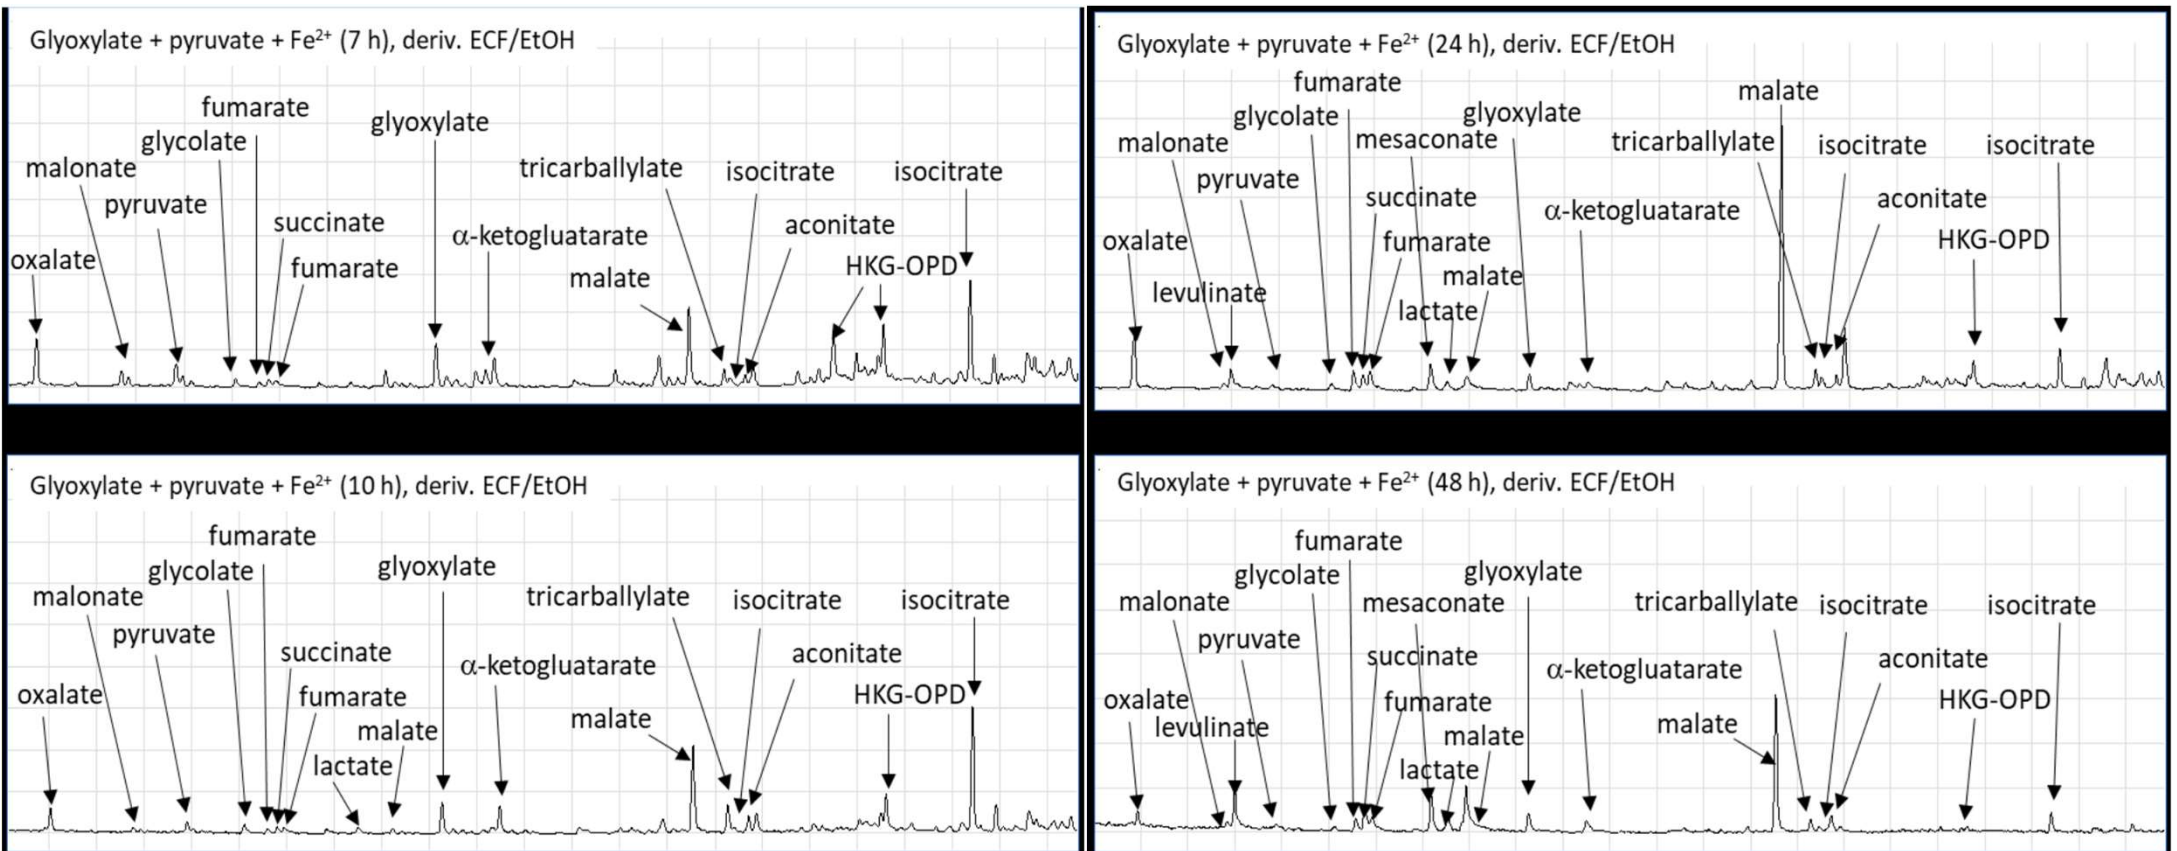 Glyoxylate + pyruvate + Fe²⁺ (7 h), deriv. ECF/EtOH
fumarate
glyoxylate
glycolate
malonate
tricarballylate
isocitrate
isocitrate
pyruvate
succinate
aconitate
α-ketogluatarate
oxalate
fumarate
malate
HKG-OPD
Glyoxylate + pyruvate + Fe²⁺ (24 h), deriv. ECF/EtOH
fumarate
malate
glycolate
glyoxylate
malonate
mesaconate
tricarballylate
isocitrate
isocitrate
pyruvate
succinate
aconitate
α-ketogluatarate
oxalate
fumarate
HKG-OPD
malate
levulinate
lactate
Glyoxylate + pyruvate + Fe²⁺ (10 h), deriv. ECF/EtOH
fumarate
glycolate
glyoxylate
malonate
tricarballylate
isocitrate
isocitrate
pyruvate
succinate
aconitate
α-ketogluatarate
oxalate
fumarate
HKG-OPD
malate
malate
lactate
Glyoxylate + pyruvate + Fe²⁺ (48 h), deriv. ECF/EtOH
fumarate
glycolate
glyoxylate
malonate
mesaconate
tricarballylate
isocitrate
isocitrate
pyruvate
succinate
aconitate
α-ketogluatarate
oxalate
fumarate
HKG-OPD
levulinate
malate
malate
lactate